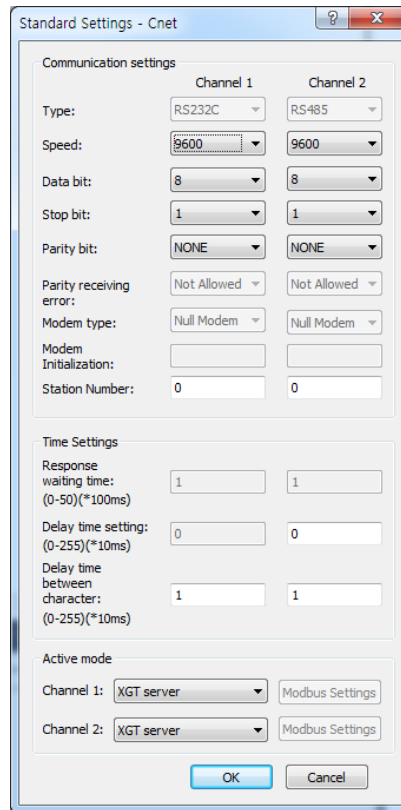 Standard Settings - Cnet
Communication settings
Channel 1 Channel 2
Type: RS232C RS485
Speed: 9600 9600
Data bit: 8 8
Stop bit: 1 1
Parity bit: NONE NONE
Parity receiving
error: Not Allowed Not Allowed
Modem type: Null Modem Null Modem
Modem
Initialization:
Station Number: 0 0
Time Settings
Response
waiting time: 1 1
(0-50)(*100ms)
Delay time setting: 0 0
(0-255)(*10ms)
Delay time
between
character: 1 1
(0-255)(*10ms)
Active mode
Channel 1: XGT server Modbus Settings
Channel 2: XGT server Modbus Settings
OK Cancel